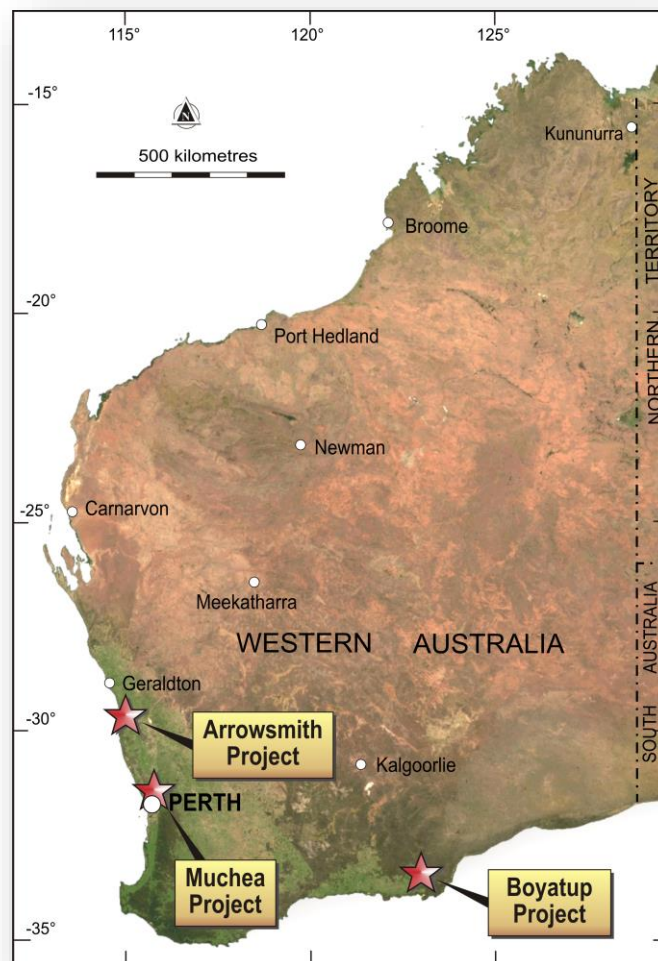 115°
120°
125°
-15°
N
500 kilometres
Kununurra
Broome
-20°
Port Hedland
NORTHERN TERRITORY
Newman
-25°
Carnarvon
Meekatharra
WESTERN AUSTRALIA
SOUTH AUSTRALIA
Geraldton
-30°
Arrowsmith
Project
Kalgoorlie
PERTH
Muchea
Project
Boyatup
Project
-35°